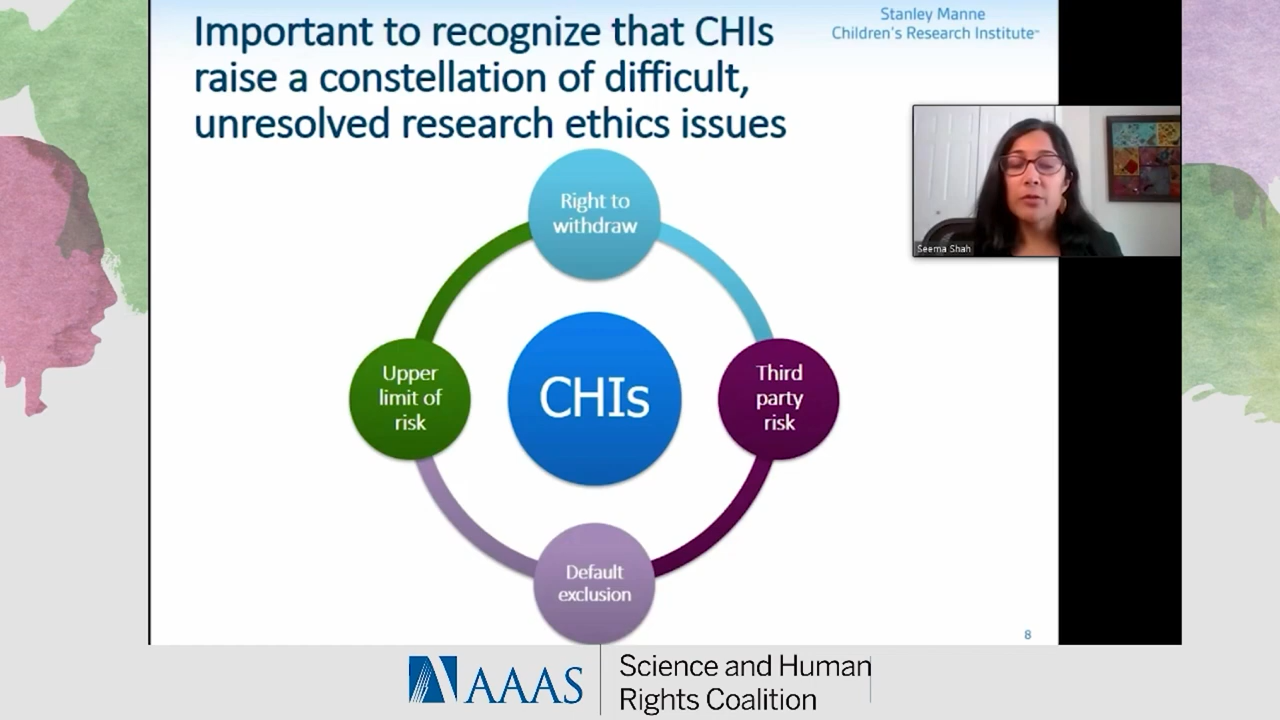 Important to recognize that CHIs
raise a constellation of difficult,
unresolved research ethics issues
Stanley Manne
Children's Research Institute℠
Right to
withdraw
Upper
limit of
risk
CHIs
Third
party
risk
Default
exclusion
8
Seema Shah
AAAS
Science and Human
Rights Coalition